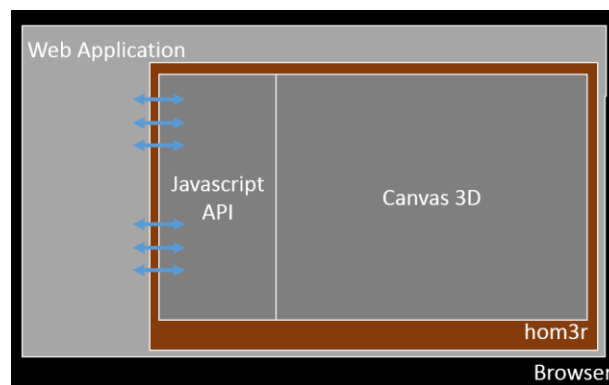 Web Application
Javascript
API
Canvas 3D
hom3r
Browser